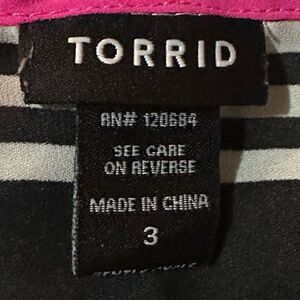 TORRID
RN# 120684
SEE CARE
ON REVERSE
MADE IN CHINA
3